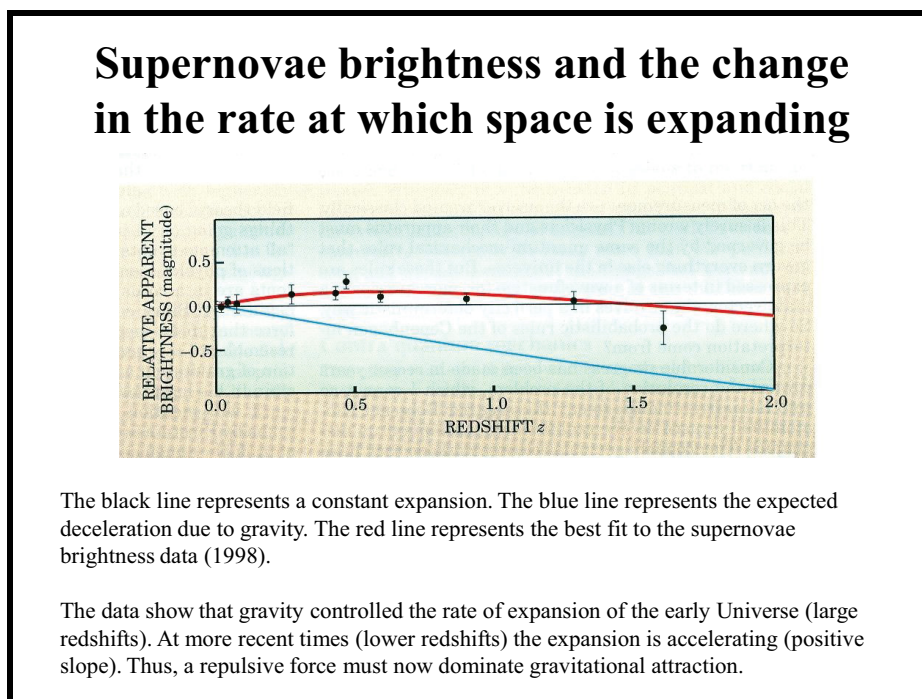 Supernovae brightness and the change
in the rate at which space is expanding
RELATIVE APPARENT
BRIGHTNESS (magnitude)
0.5
0.0
−0.5
0.0
0.5
1.0
1.5
2.0
REDSHIFT z
The black line represents a constant expansion. The blue line represents the expected
deceleration due to gravity. The red line represents the best fit to the supernovae
brightness data (1998).
The data show that gravity controlled the rate of expansion of the early Universe (large
redshifts). At more recent times (lower redshifts) the expansion is accelerating (positive
slope). Thus, a repulsive force must now dominate gravitational attraction.